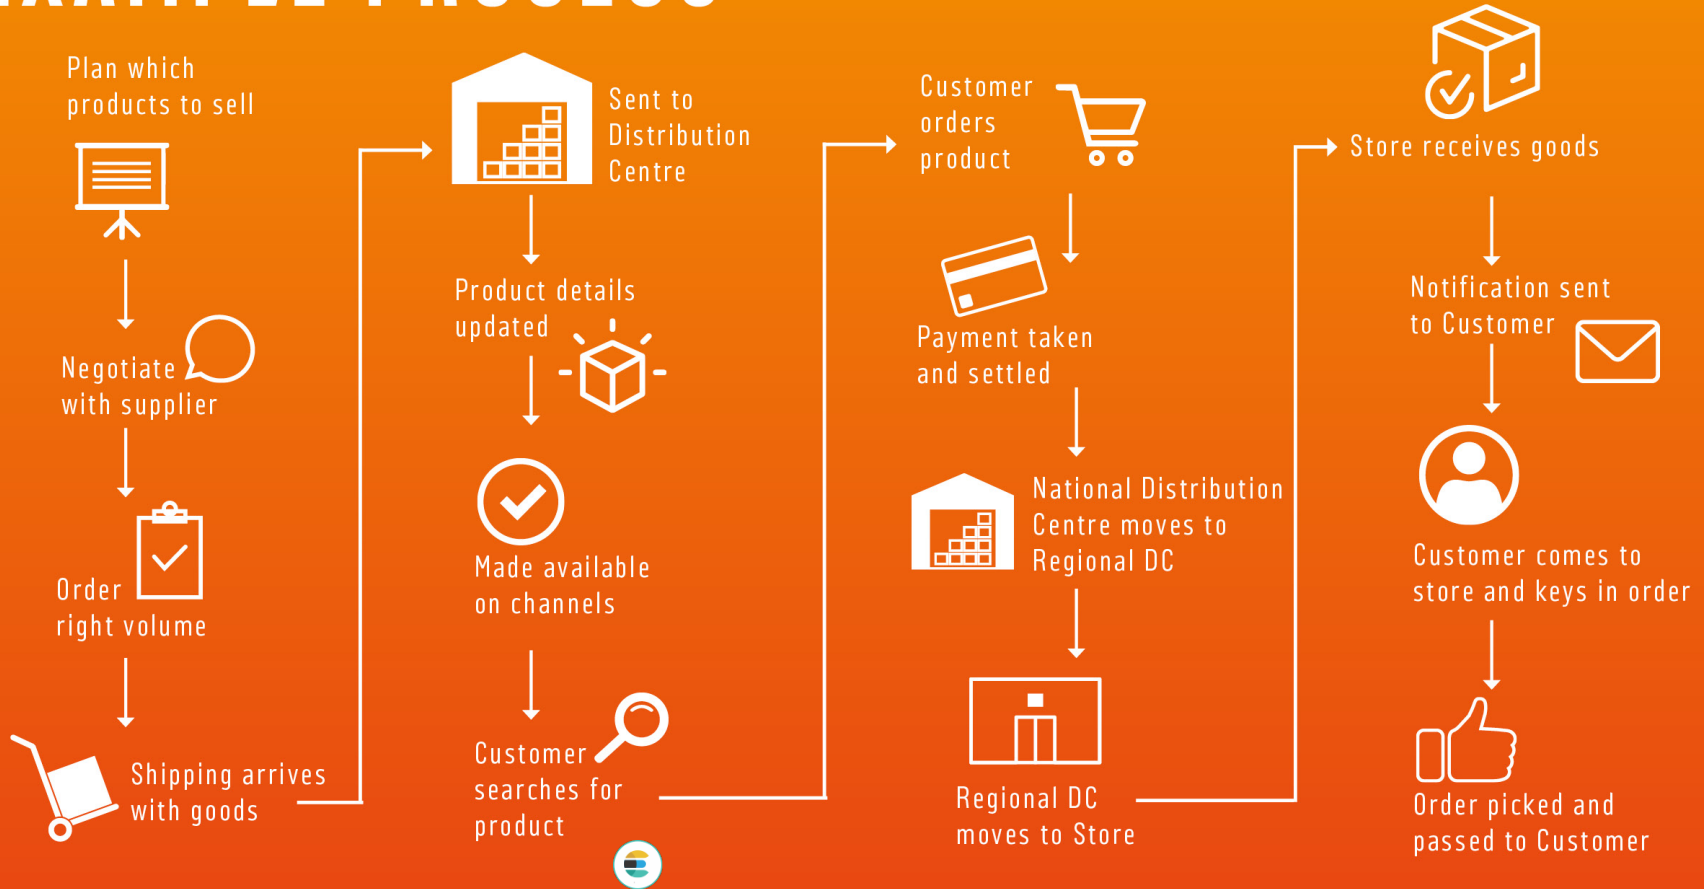 EXAMPLE PROCESS
Plan which
products to sell
Negotiate
with supplier
Order
right volume
Shipping arrives
with goods
Sent to
Distribution
Centre
Product details
updated
Made available
on channels
Customer
searches for
product
Customer
orders
product
Payment taken
and settled
National Distribution
Centre moves to
Regional DC
Regional DC
moves to Store
Store receives goods
Notification sent
to Customer
Customer comes to
store and keys in order
Order picked and
passed to Customer